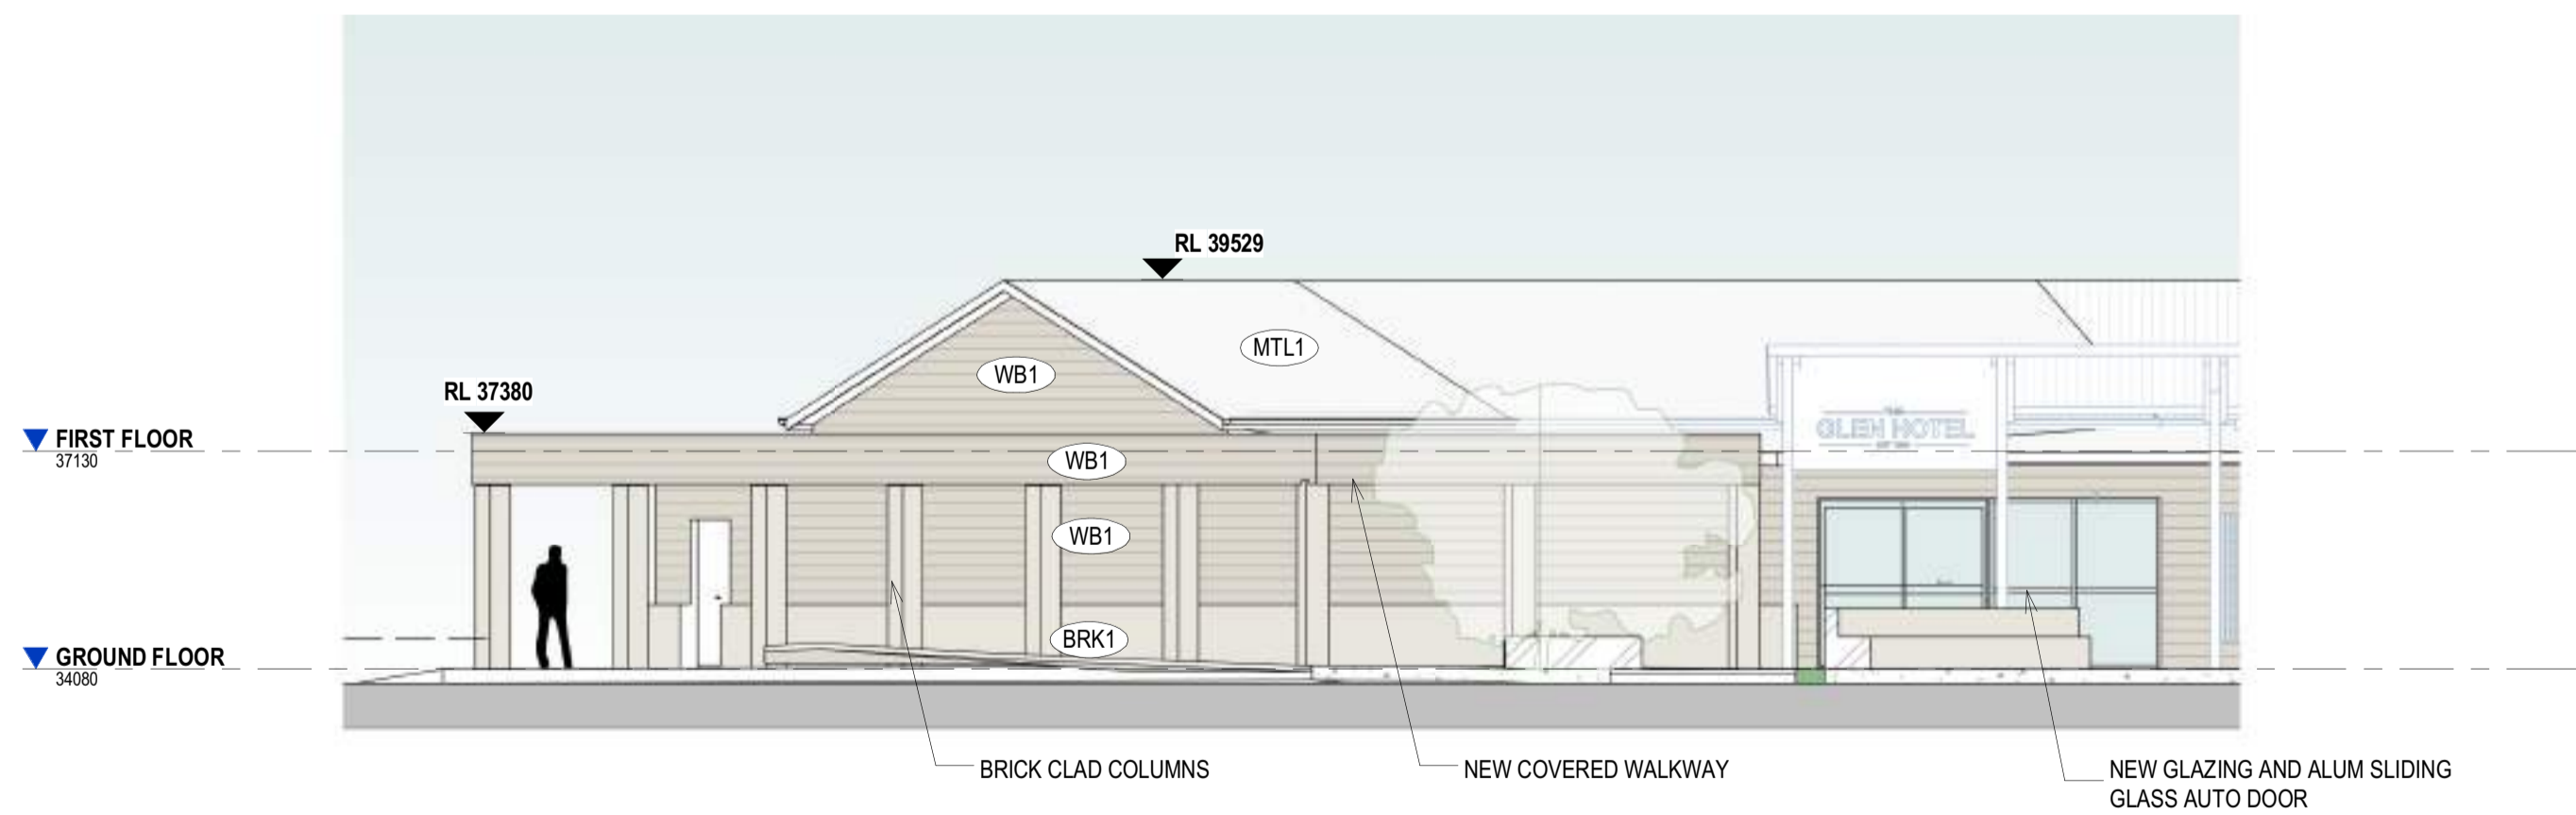 RL 39529
MTL1
WB1
RL 37380
GLEN HOTEL
FIRST FLOOR
37130
WB1
WB1
BRK1
GROUND FLOOR
34080
BRICK CLAD COLUMNS
NEW COVERED WALKWAY
NEW GLAZING AND ALUM SLIDING
GLASS AUTO DOOR